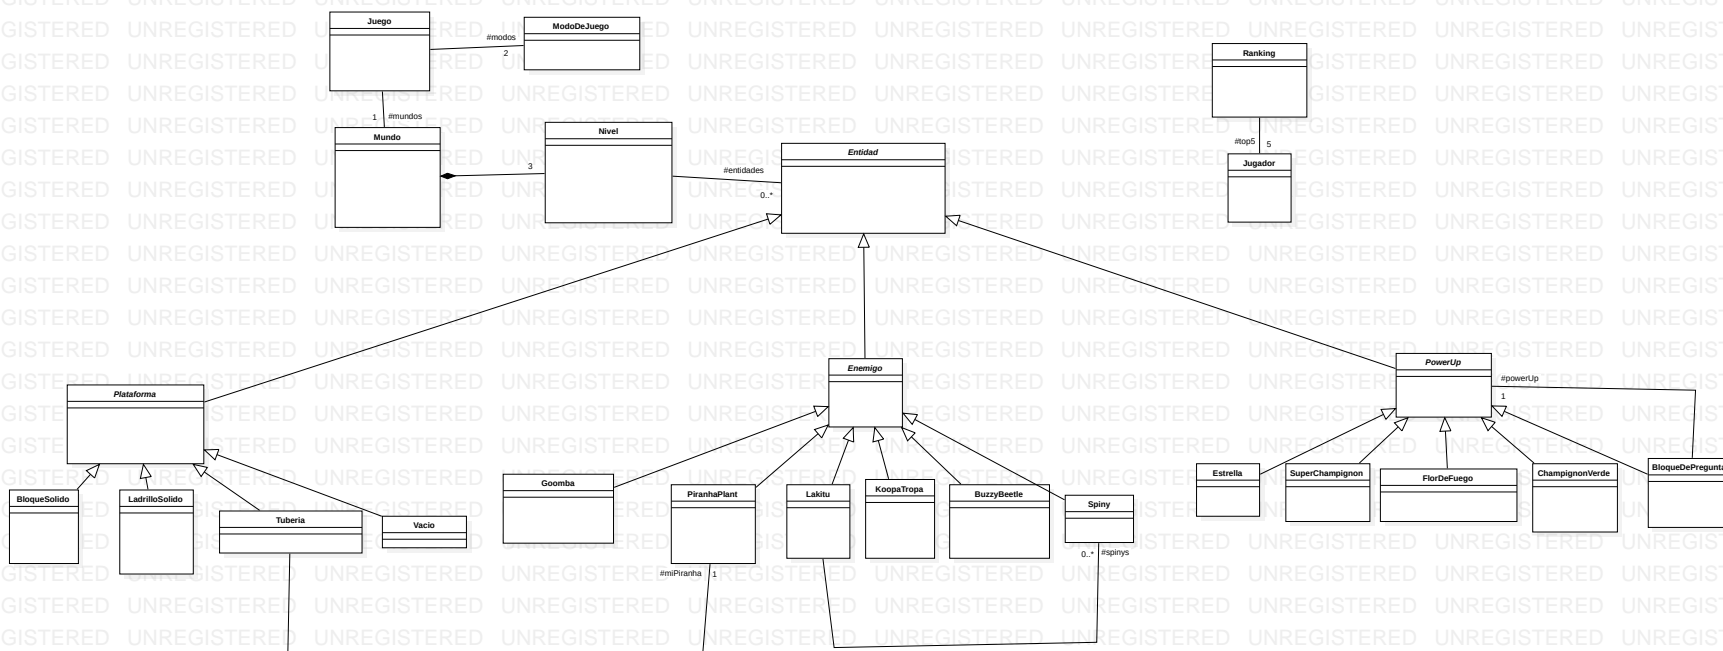 Juego
ModoDeJuego
#modos
2
Ranking
1
#mundos
Mundo
3
Nivel
#entidades
0..*
Entidad
#top5
5
Jugador
Plataforma
Enemigo
PowerUp
#powerUp
1
BloqueSolido
LadrilloSolido
Tuberia
Vacio
Goomba
PiranhaPlant
Lakitu
KoopaTropa
BuzzyBeetle
Spiny
Estrella
SuperChampignon
FlorDeFuego
ChampignonVerde
BloqueDePregunta
#miPiranha
1
0..*
#spinys
UNREGISTERED